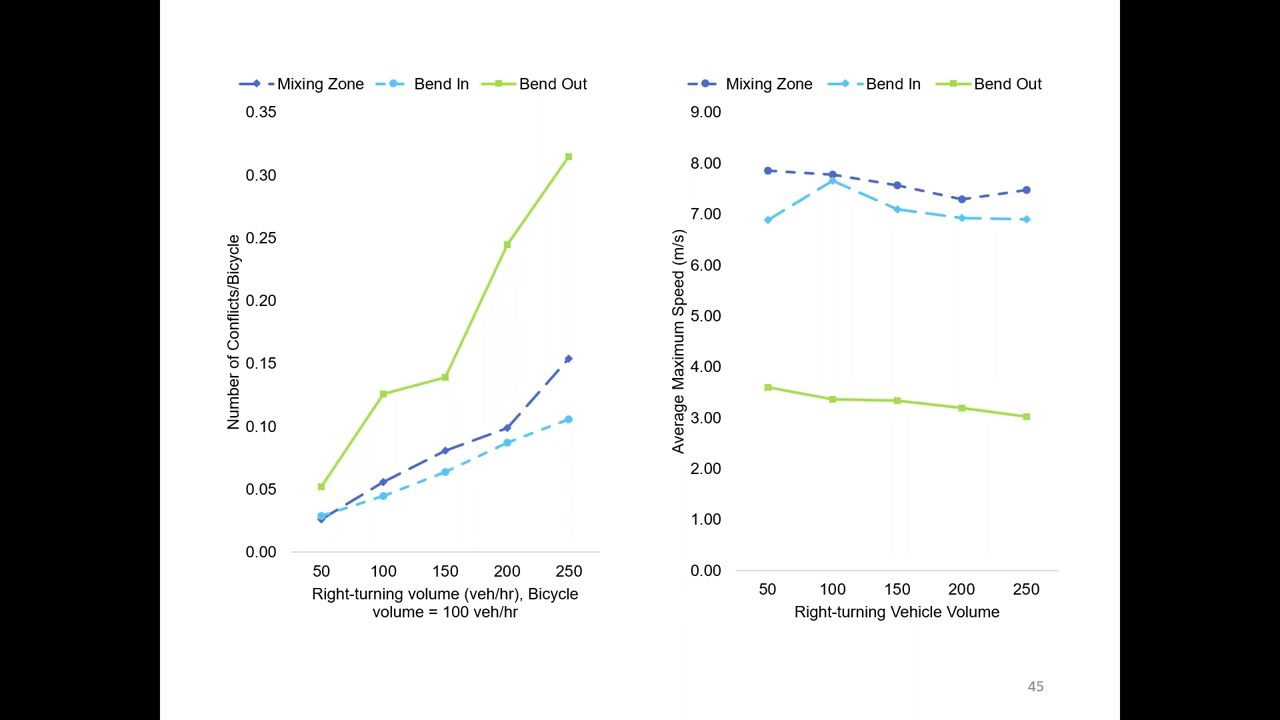 Mixing Zone Bend In Bend Out
0.35
0.30
0.25
0.20
0.15
0.10
0.05
0.00
Number of Conflicts/Bicycle
50 100 150 200 250
Right-turning volume (veh/hr), Bicycle
volume = 100 veh/hr
Mixing Zone Bend In Bend Out
9.00
8.00
7.00
6.00
5.00
4.00
3.00
2.00
1.00
0.00
Average Maximum Speed (m/s)
50 100 150 200 250
Right-turning Vehicle Volume
45